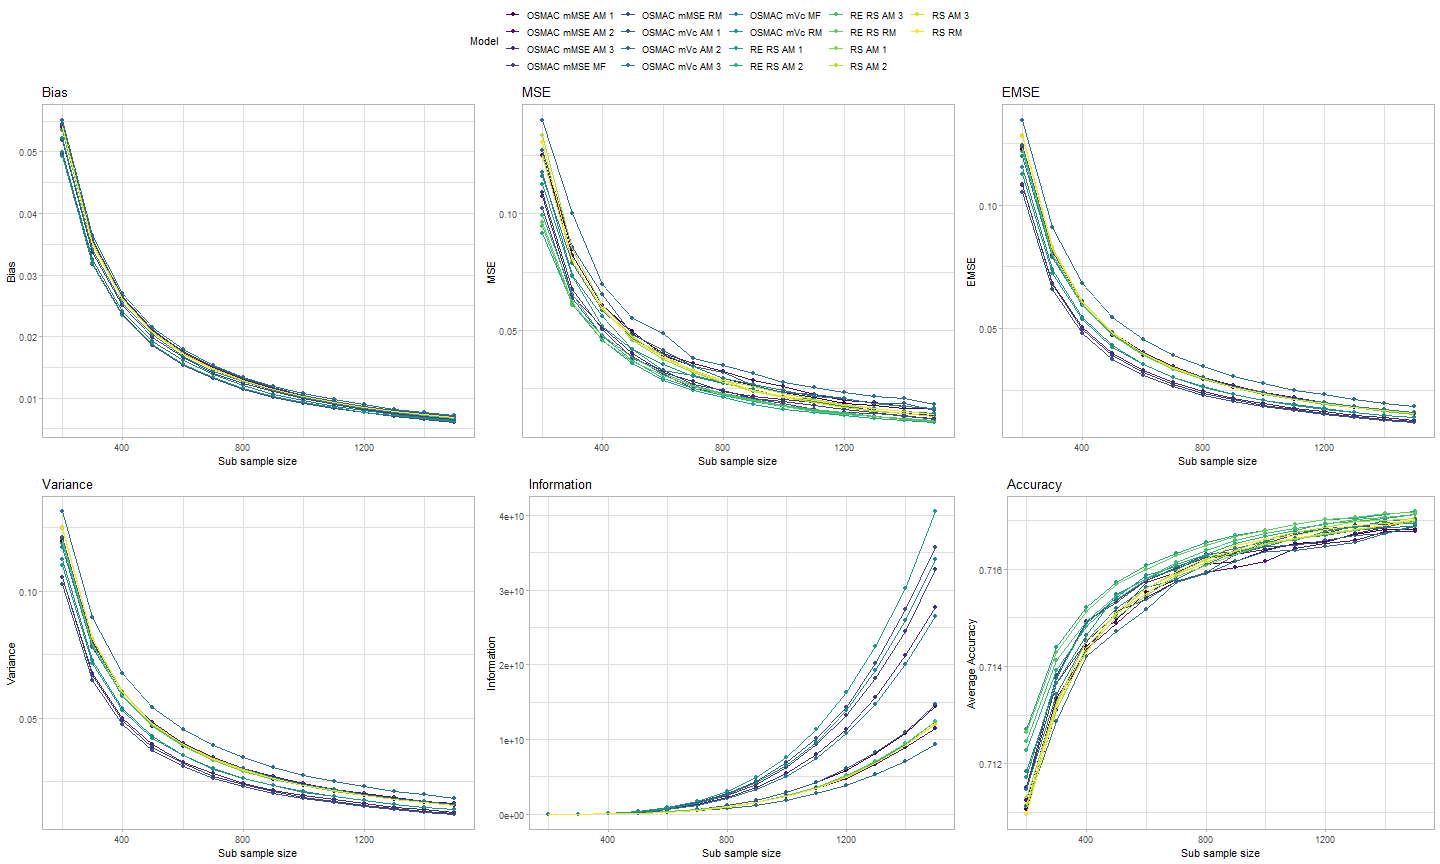 Model
OSMAC mMSE AM 1
OSMAC mMSE AM 2
OSMAC mMSE AM 3
OSMAC mMSE MF
OSMAC mMSE RM
OSMAC mVc AM 1
OSMAC mVc AM 2
OSMAC mVc AM 3
OSMAC mVc MF
OSMAC mVc RM
RE RS AM 1
RE RS AM 2
RE RS AM 3
RE RS RM
RS AM 1
RS AM 2
RS AM 3
RS RM
Bias
Bias
0.05
0.04
0.03
0.02
0.01
400 800 1200
Sub sample size
MSE
MSE
0.10
0.05
400 800 1200
Sub sample size
EMSE
EMSE
0.10
0.05
400 800 1200
Sub sample size
Variance
Variance
0.10
0.05
400 800 1200
Sub sample size
Information
Information
4e+10
3e+10
2e+10
1e+10
0e+00
400 800 1200
Sub sample size
Accuracy
Average Accuracy
0.716
0.714
0.712
400 800 1200
Sub sample size